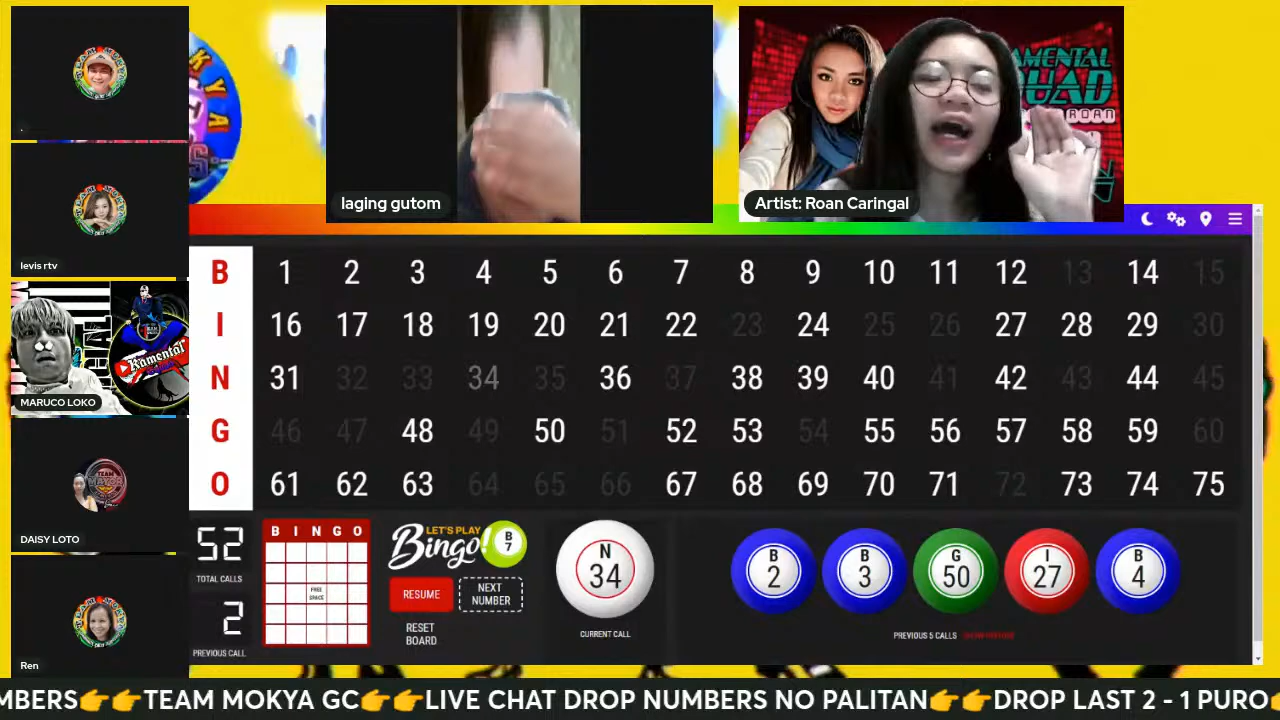 .
levis rtv
MARUCO LOKO
Ramental
DAISY LOTO
Ren
laging gutom
AMENTAL
QUAD
ROAN
Artist: Roan Caringal
B 1 2 3 4 5 6 7 8 9 10 11 12 13 14 15
I 16 17 18 19 20 21 22 23 24 25 26 27 28 29 30
N 31 32 33 34 35 36 37 38 39 40 41 42 43 44 45
G 46 47 48 49 50 51 52 53 54 55 56 57 58 59 60
O 61 62 63 64 65 66 67 68 69 70 71 72 73 74 75
52
TOTAL CALLS
2
PREVIOUS CALL
B I N G O
FREE
SPACE
LET'S PLAY
Bingo!
B
7
RESUME
NEXT
NUMBER
RESET
BOARD
N
34
CURRENT CALL
B
2
B
3
G
50
I
27
B
4
PREVIOUS 5 CALLS SHOW HISTORY
MBERS👉👉TEAM MOKYA GC👉👉LIVE CHAT DROP NUMBERS NO PALITAN👉👉DROP LAST 2 - 1 PURO